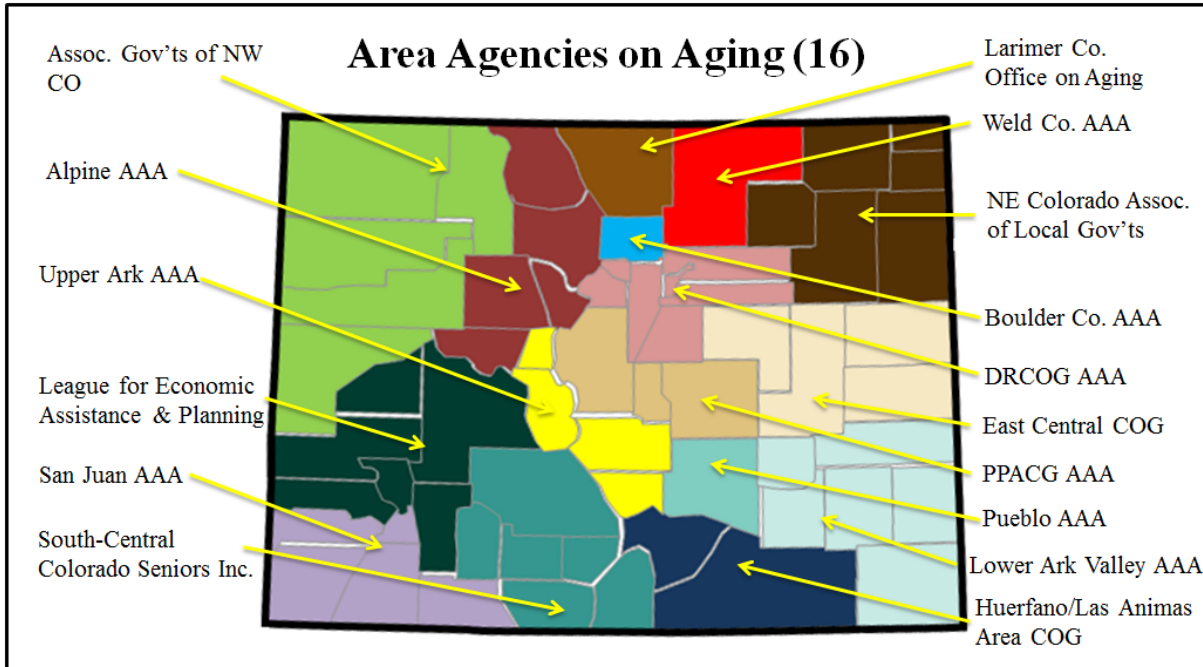 Area Agencies on Aging (16)
Assoc. Gov'ts of NW
CO
Alpine AAA
Upper Ark AAA
League for Economic
Assistance & Planning
San Juan AAA
South-Central
Colorado Seniors Inc.
Larimer Co.
Office on Aging
Weld Co. AAA
NE Colorado Assoc.
of Local Gov'ts
Boulder Co. AAA
DRCOG AAA
East Central COG
PPACG AAA
Pueblo AAA
Lower Ark Valley AAA
Huerfano/Las Animas
Area COG